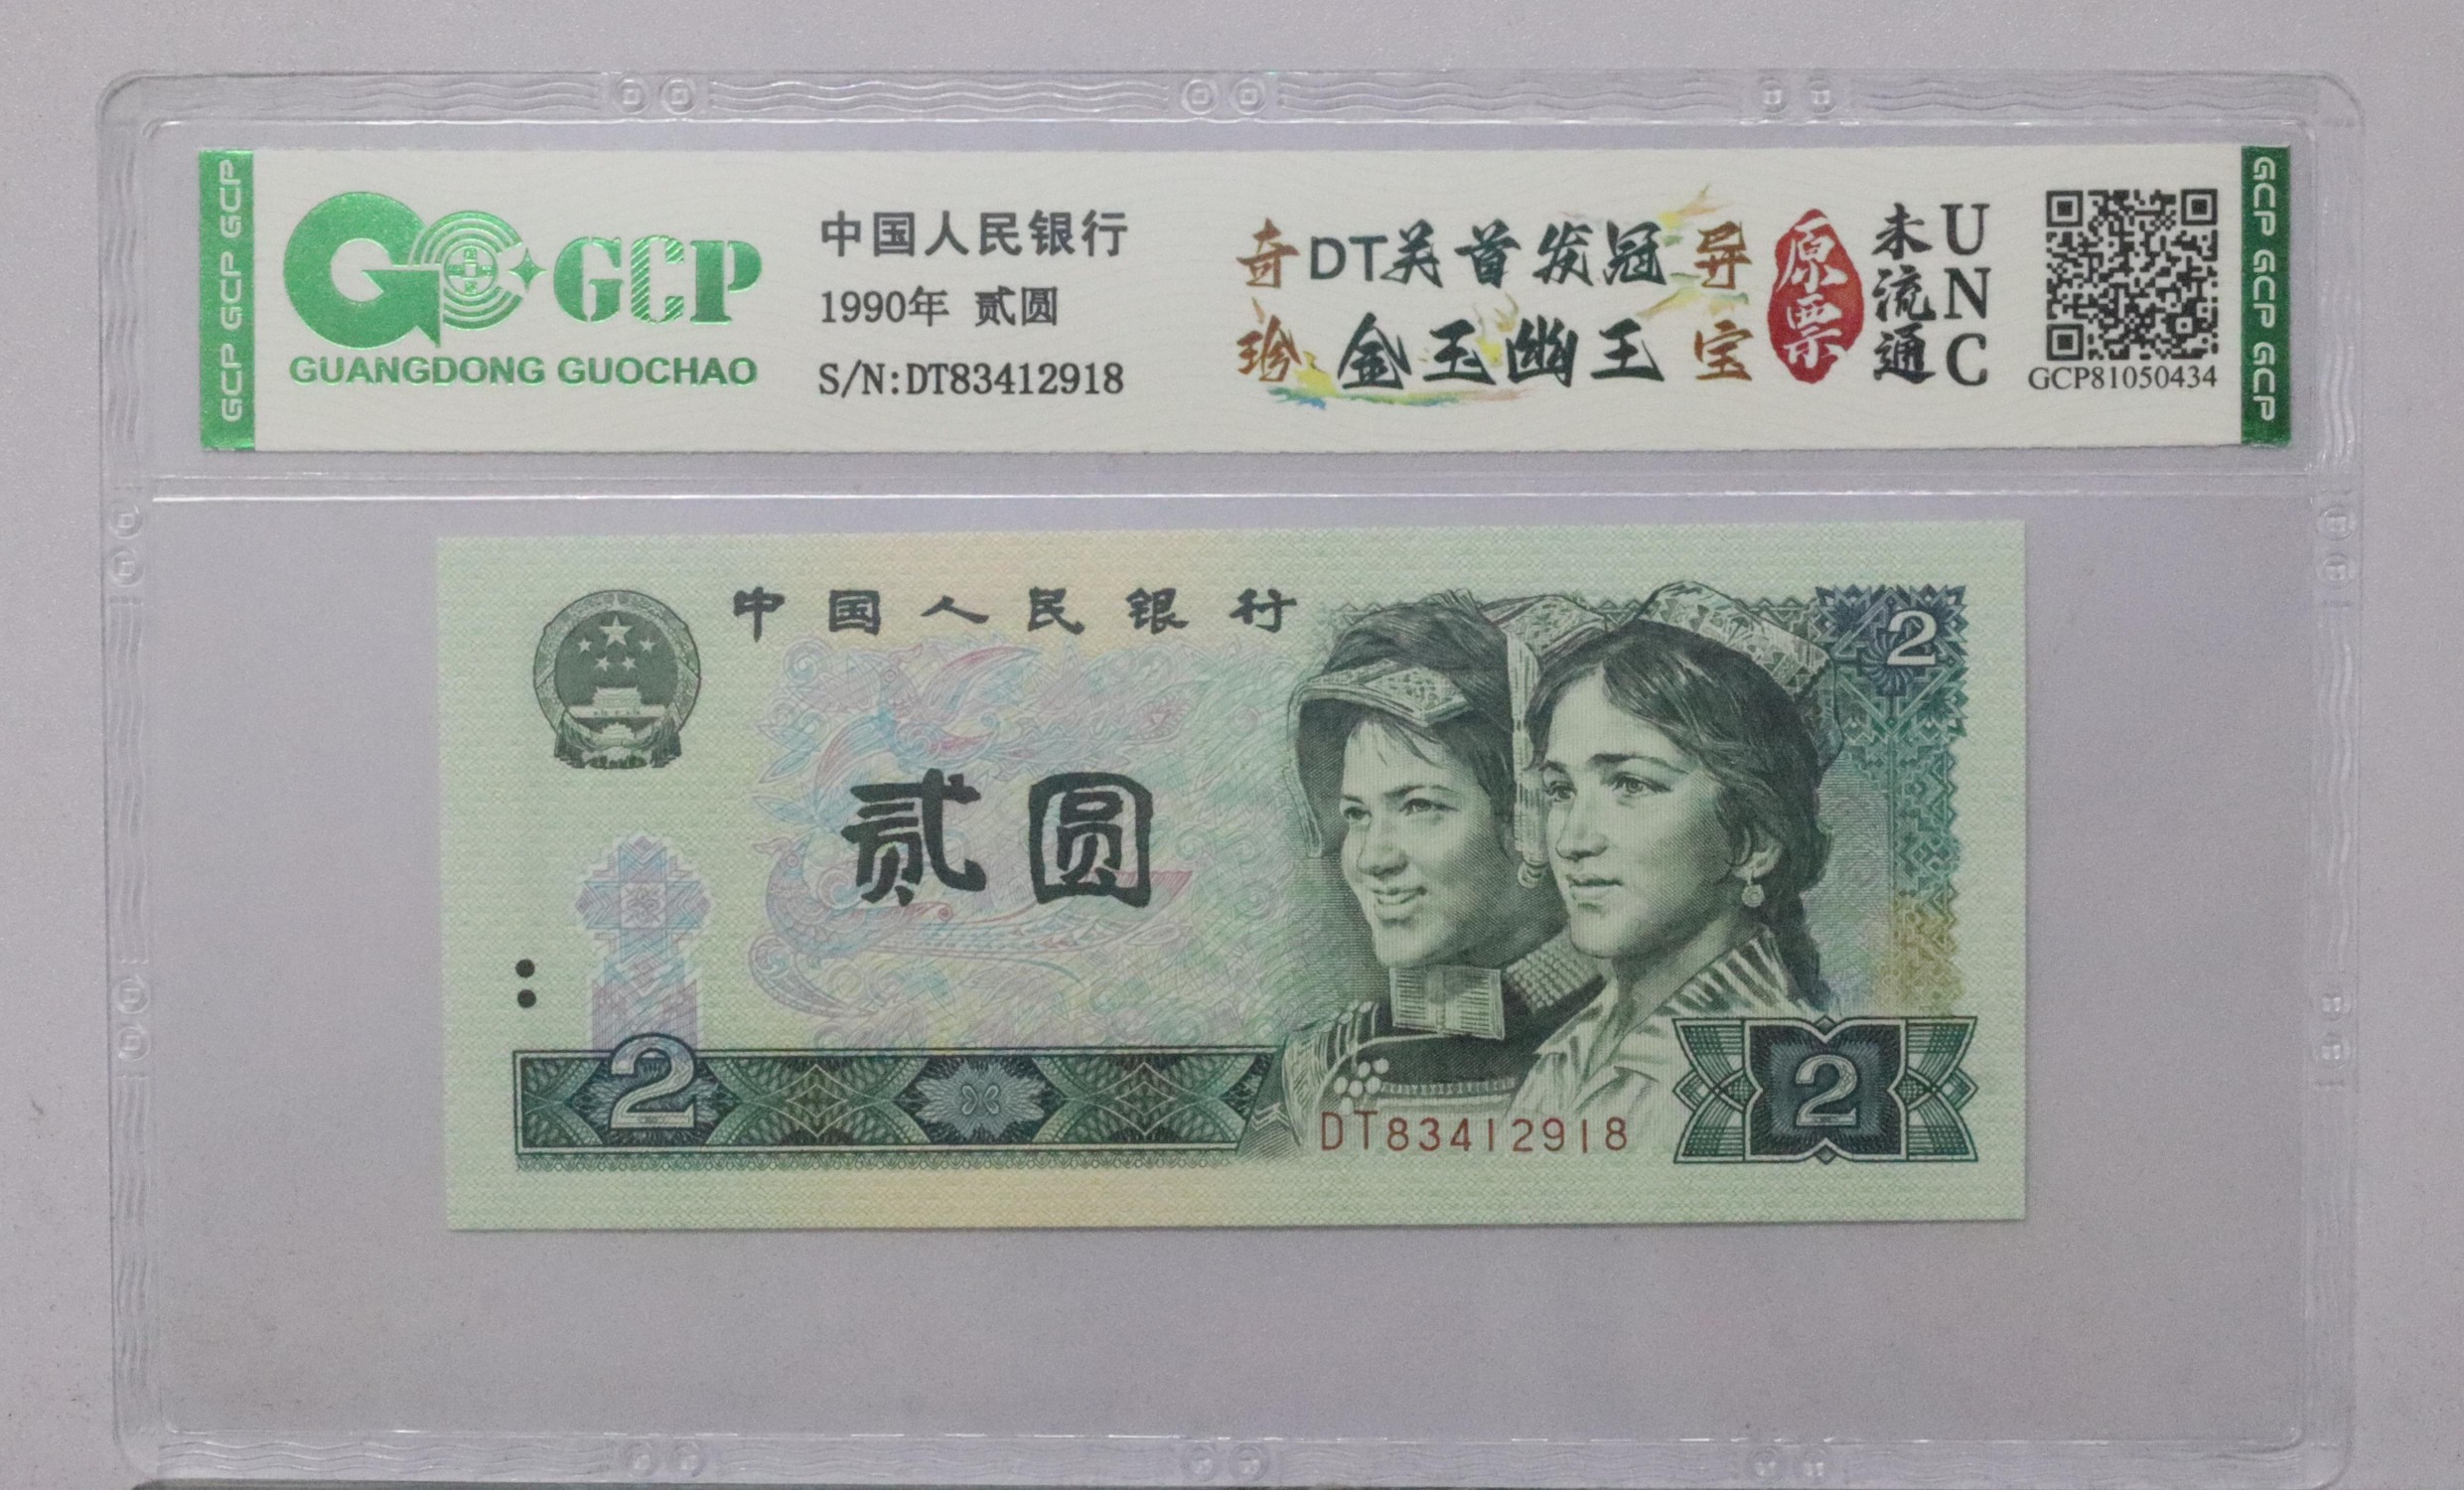 GCP GCP GCP
GCP
GUANGDONG GUOCHAO
中国人民银行
1990年 贰圆
S/N:DT83412918
奇珍
DT关首发冠
金玉幽王
异宝
原票
未流通
UNC
GCP81050434
GCP GCP GCP
中国人民银行
2
贰圆
2
DT83412918
2